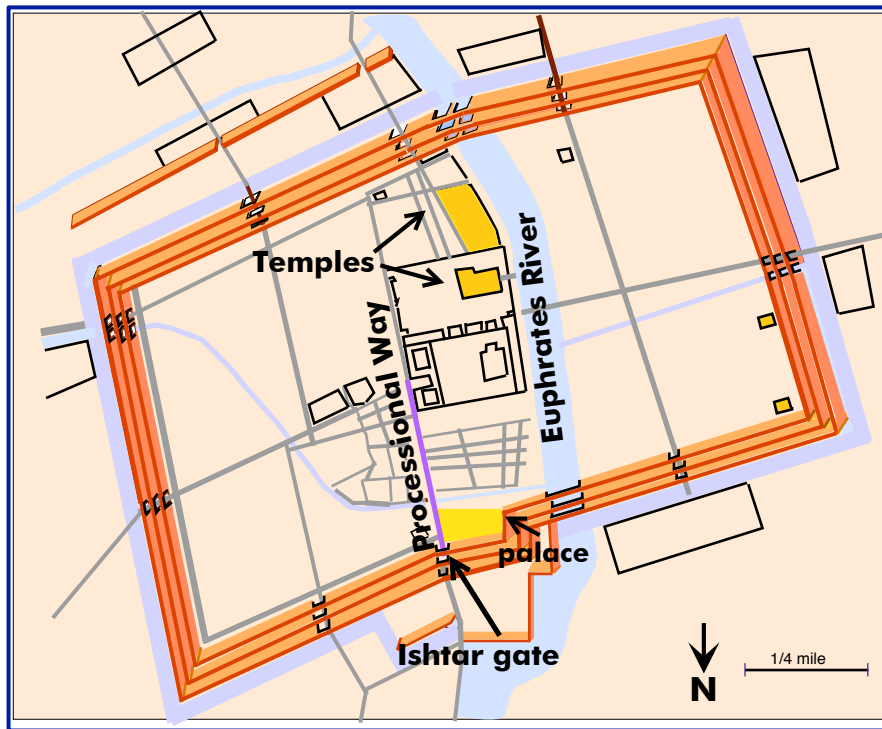 Temples
Euphrates River
Processional Way
palace
Ishtar gate
N
1/4 mile